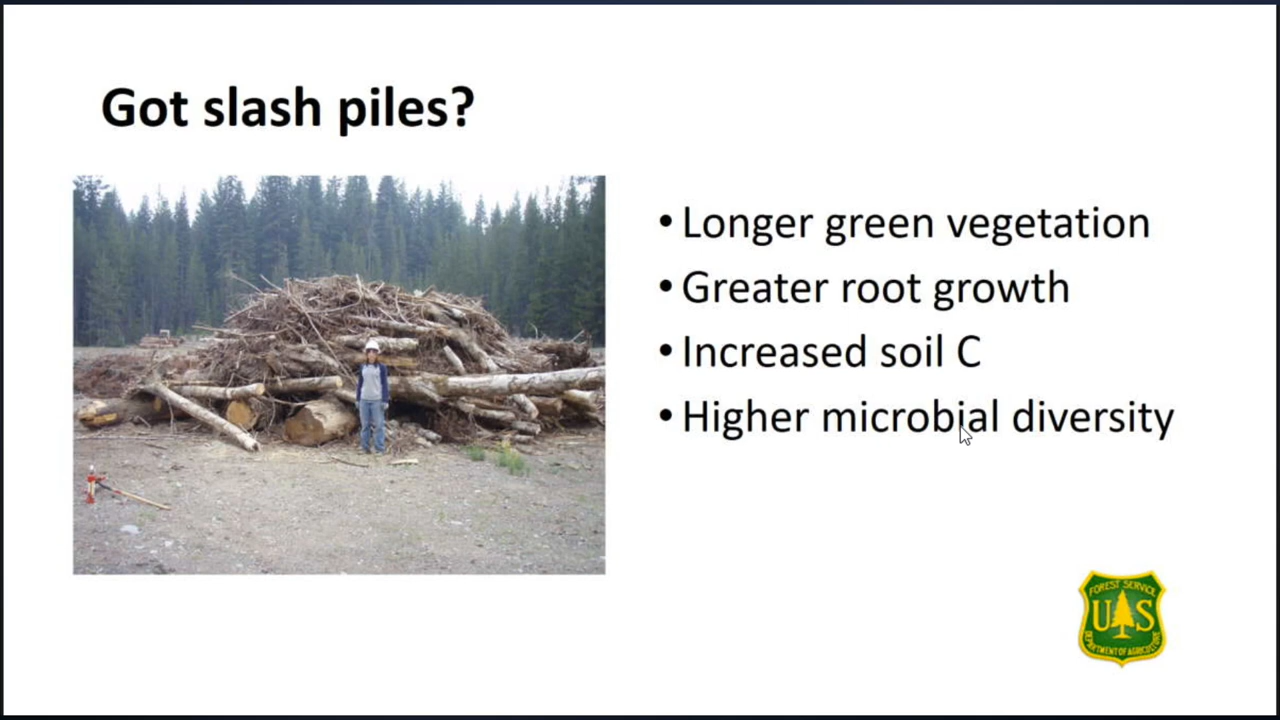 Got slash piles?
• Longer green vegetation
• Greater root growth
• Increased soil C
• Higher microbial diversity
FOREST SERVICE
U S
DEPARTMENT OF AGRICULTURE